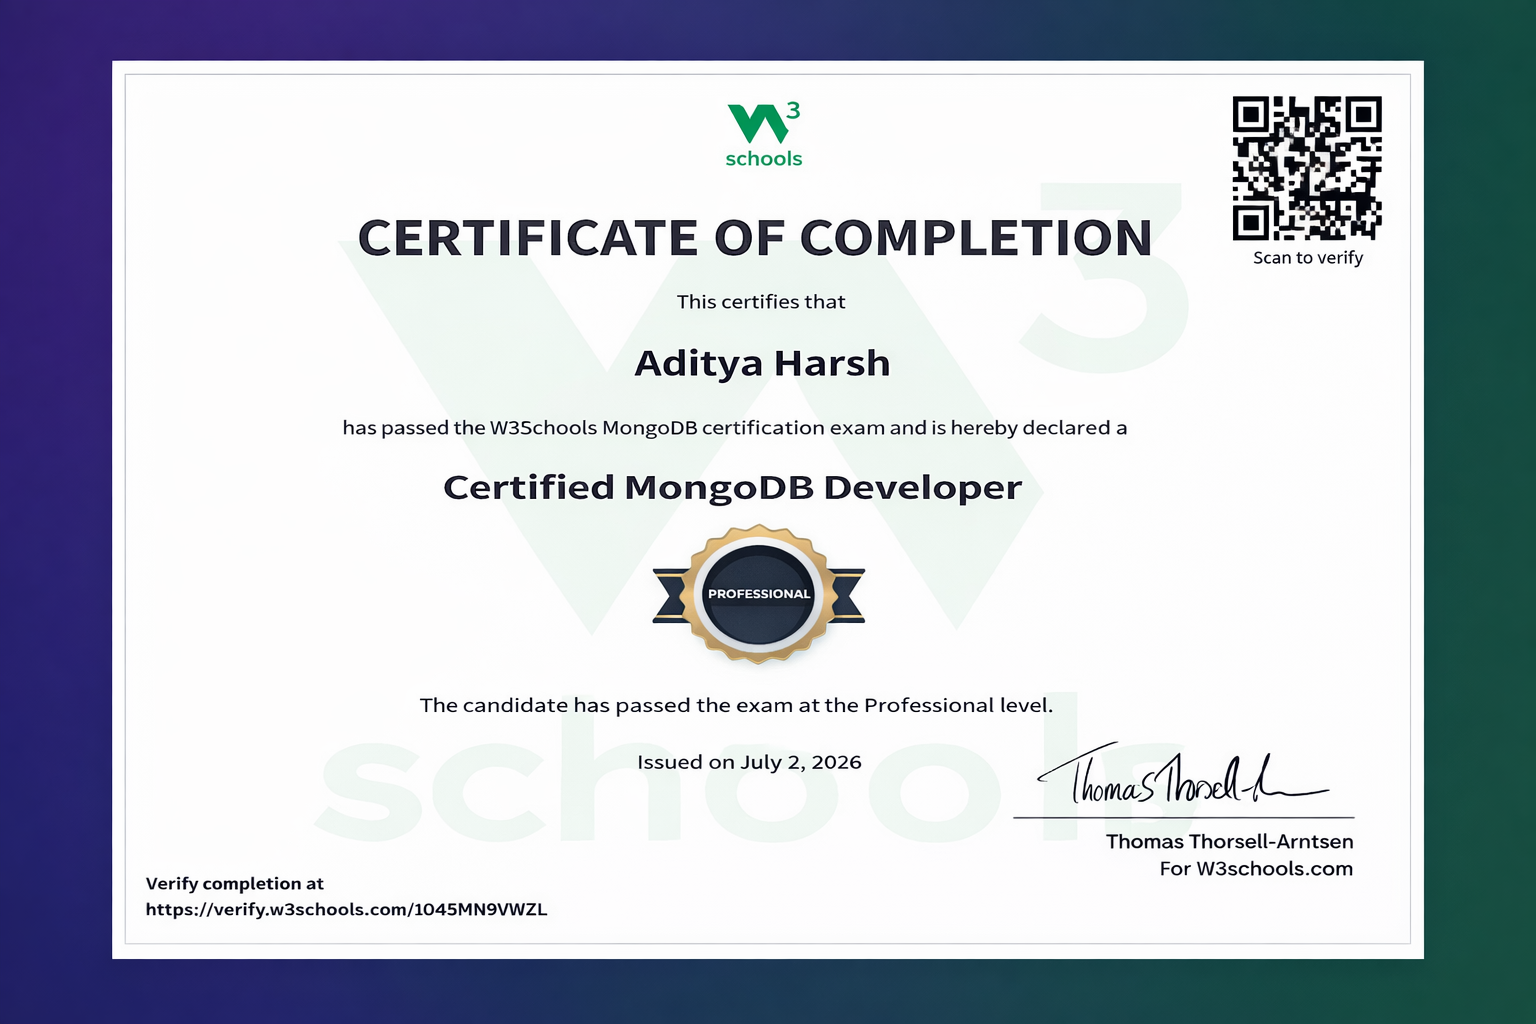 W3
schools
Scan to verify
CERTIFICATE OF COMPLETION
This certifies that
Aditya Harsh
has passed the W3Schools MongoDB certification exam and is hereby declared a
Certified MongoDB Developer
PROFESSIONAL
The candidate has passed the exam at the Professional level.
Issued on July 2, 2026
Thomas Thorsell-Arntsen
For W3schools.com
Verify completion at
https://verify.w3schools.com/1045MN9VWZL